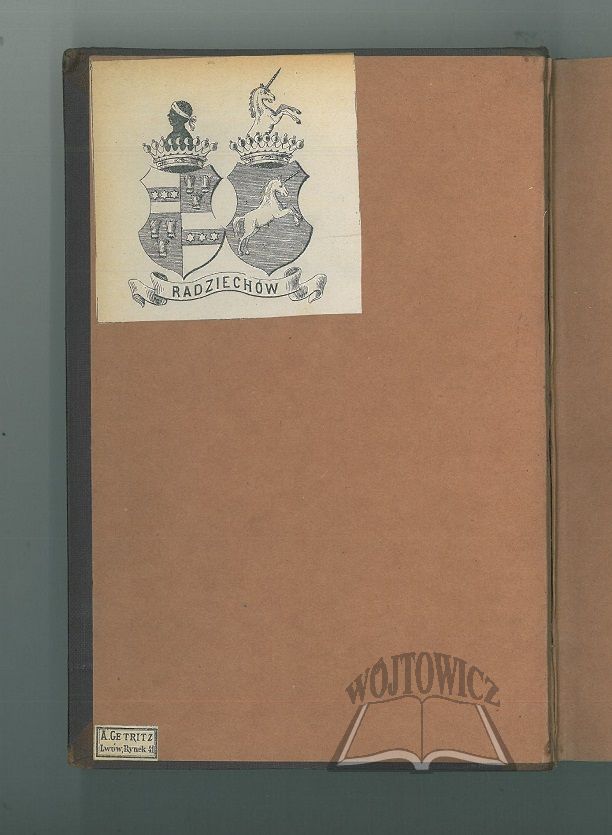 RADZIECHÓW
WÓJTOWICZ
A. GETRITZ
Lwów, Rynek 41